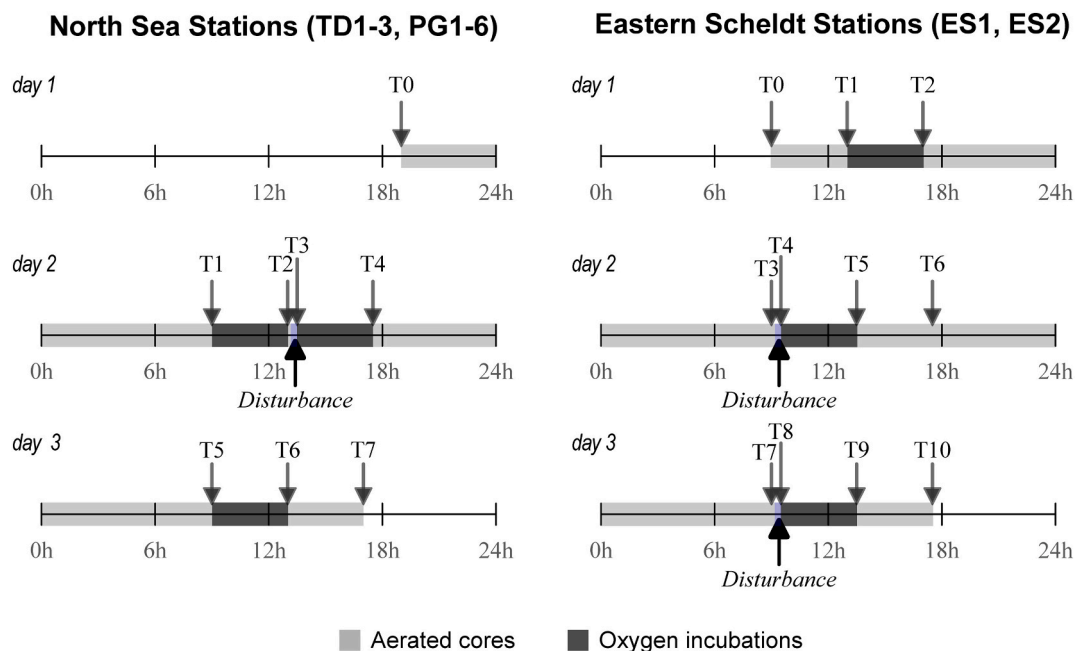 North Sea Stations (TD1-3, PG1-6)
day 1
T0
0h 6h 12h 18h 24h
day 2
T1 T2 T3 T4
0h 6h 12h 18h 24h
Disturbance
day 3
T5 T6 T7
0h 6h 12h 18h 24h
Eastern Scheldt Stations (ES1, ES2)
day 1
T0 T1 T2
0h 6h 12h 18h 24h
day 2
T3 T4 T5 T6
0h 6h 12h 18h 24h
Disturbance
day 3
T7 T8 T9 T10
0h 6h 12h 18h 24h
Disturbance
Aerated cores
Oxygen incubations